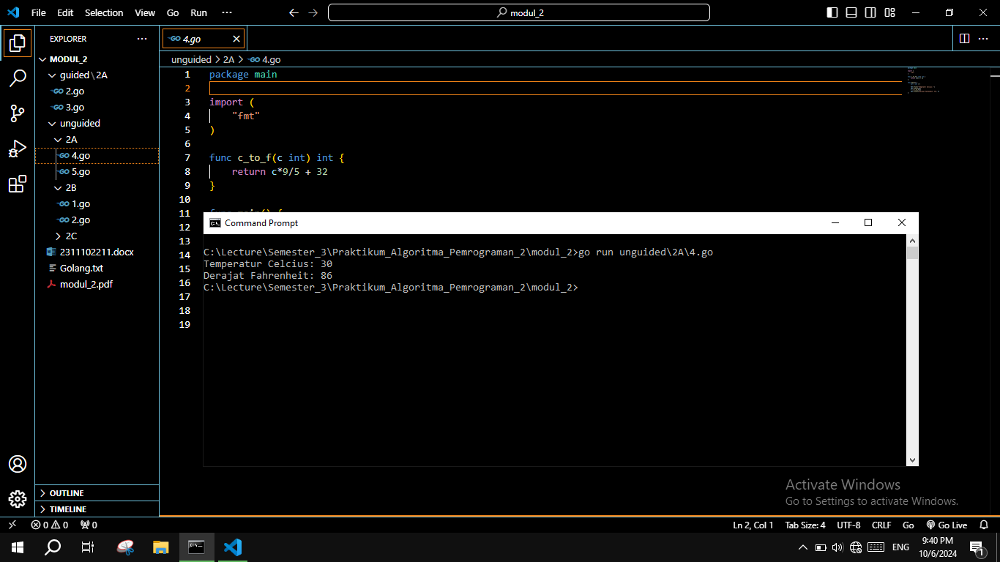 File Edit Selection View Go Run ··· modul_2
EXPLORER ···
MODUL_2
guided\2A
2.go
3.go
unguided
2A
4.go
5.go
2B
1.go
2.go
2C
2311102211.docx
Golang.txt
modul_2.pdf
OUTLINE
TIMELINE
GO 4.go
unguided > 2A > GO 4.go
1 package main
2
3 import (
4 "fmt"
5 )
6
7 func c_to_f(c int) int {
8 return c*9/5 + 32
9 }
10
11 func main() {
12
13
14
15
16
17
18
19
Command Prompt
C:\Lecture\Semester_3\Praktikum_Algoritma_Pemrograman_2\modul_2>go run unguided\2A\4.go
Temperatur Celcius: 30
Derajat Fahrenheit: 86
C:\Lecture\Semester_3\Praktikum_Algoritma_Pemrograman_2\modul_2>
Activate Windows
Go to Settings to activate Windows.
0 0 0 Ln 2, Col 1 Tab Size: 4 UTF-8 CRLF Go Go Live
ENG 9:40 PM
10/6/2024 1